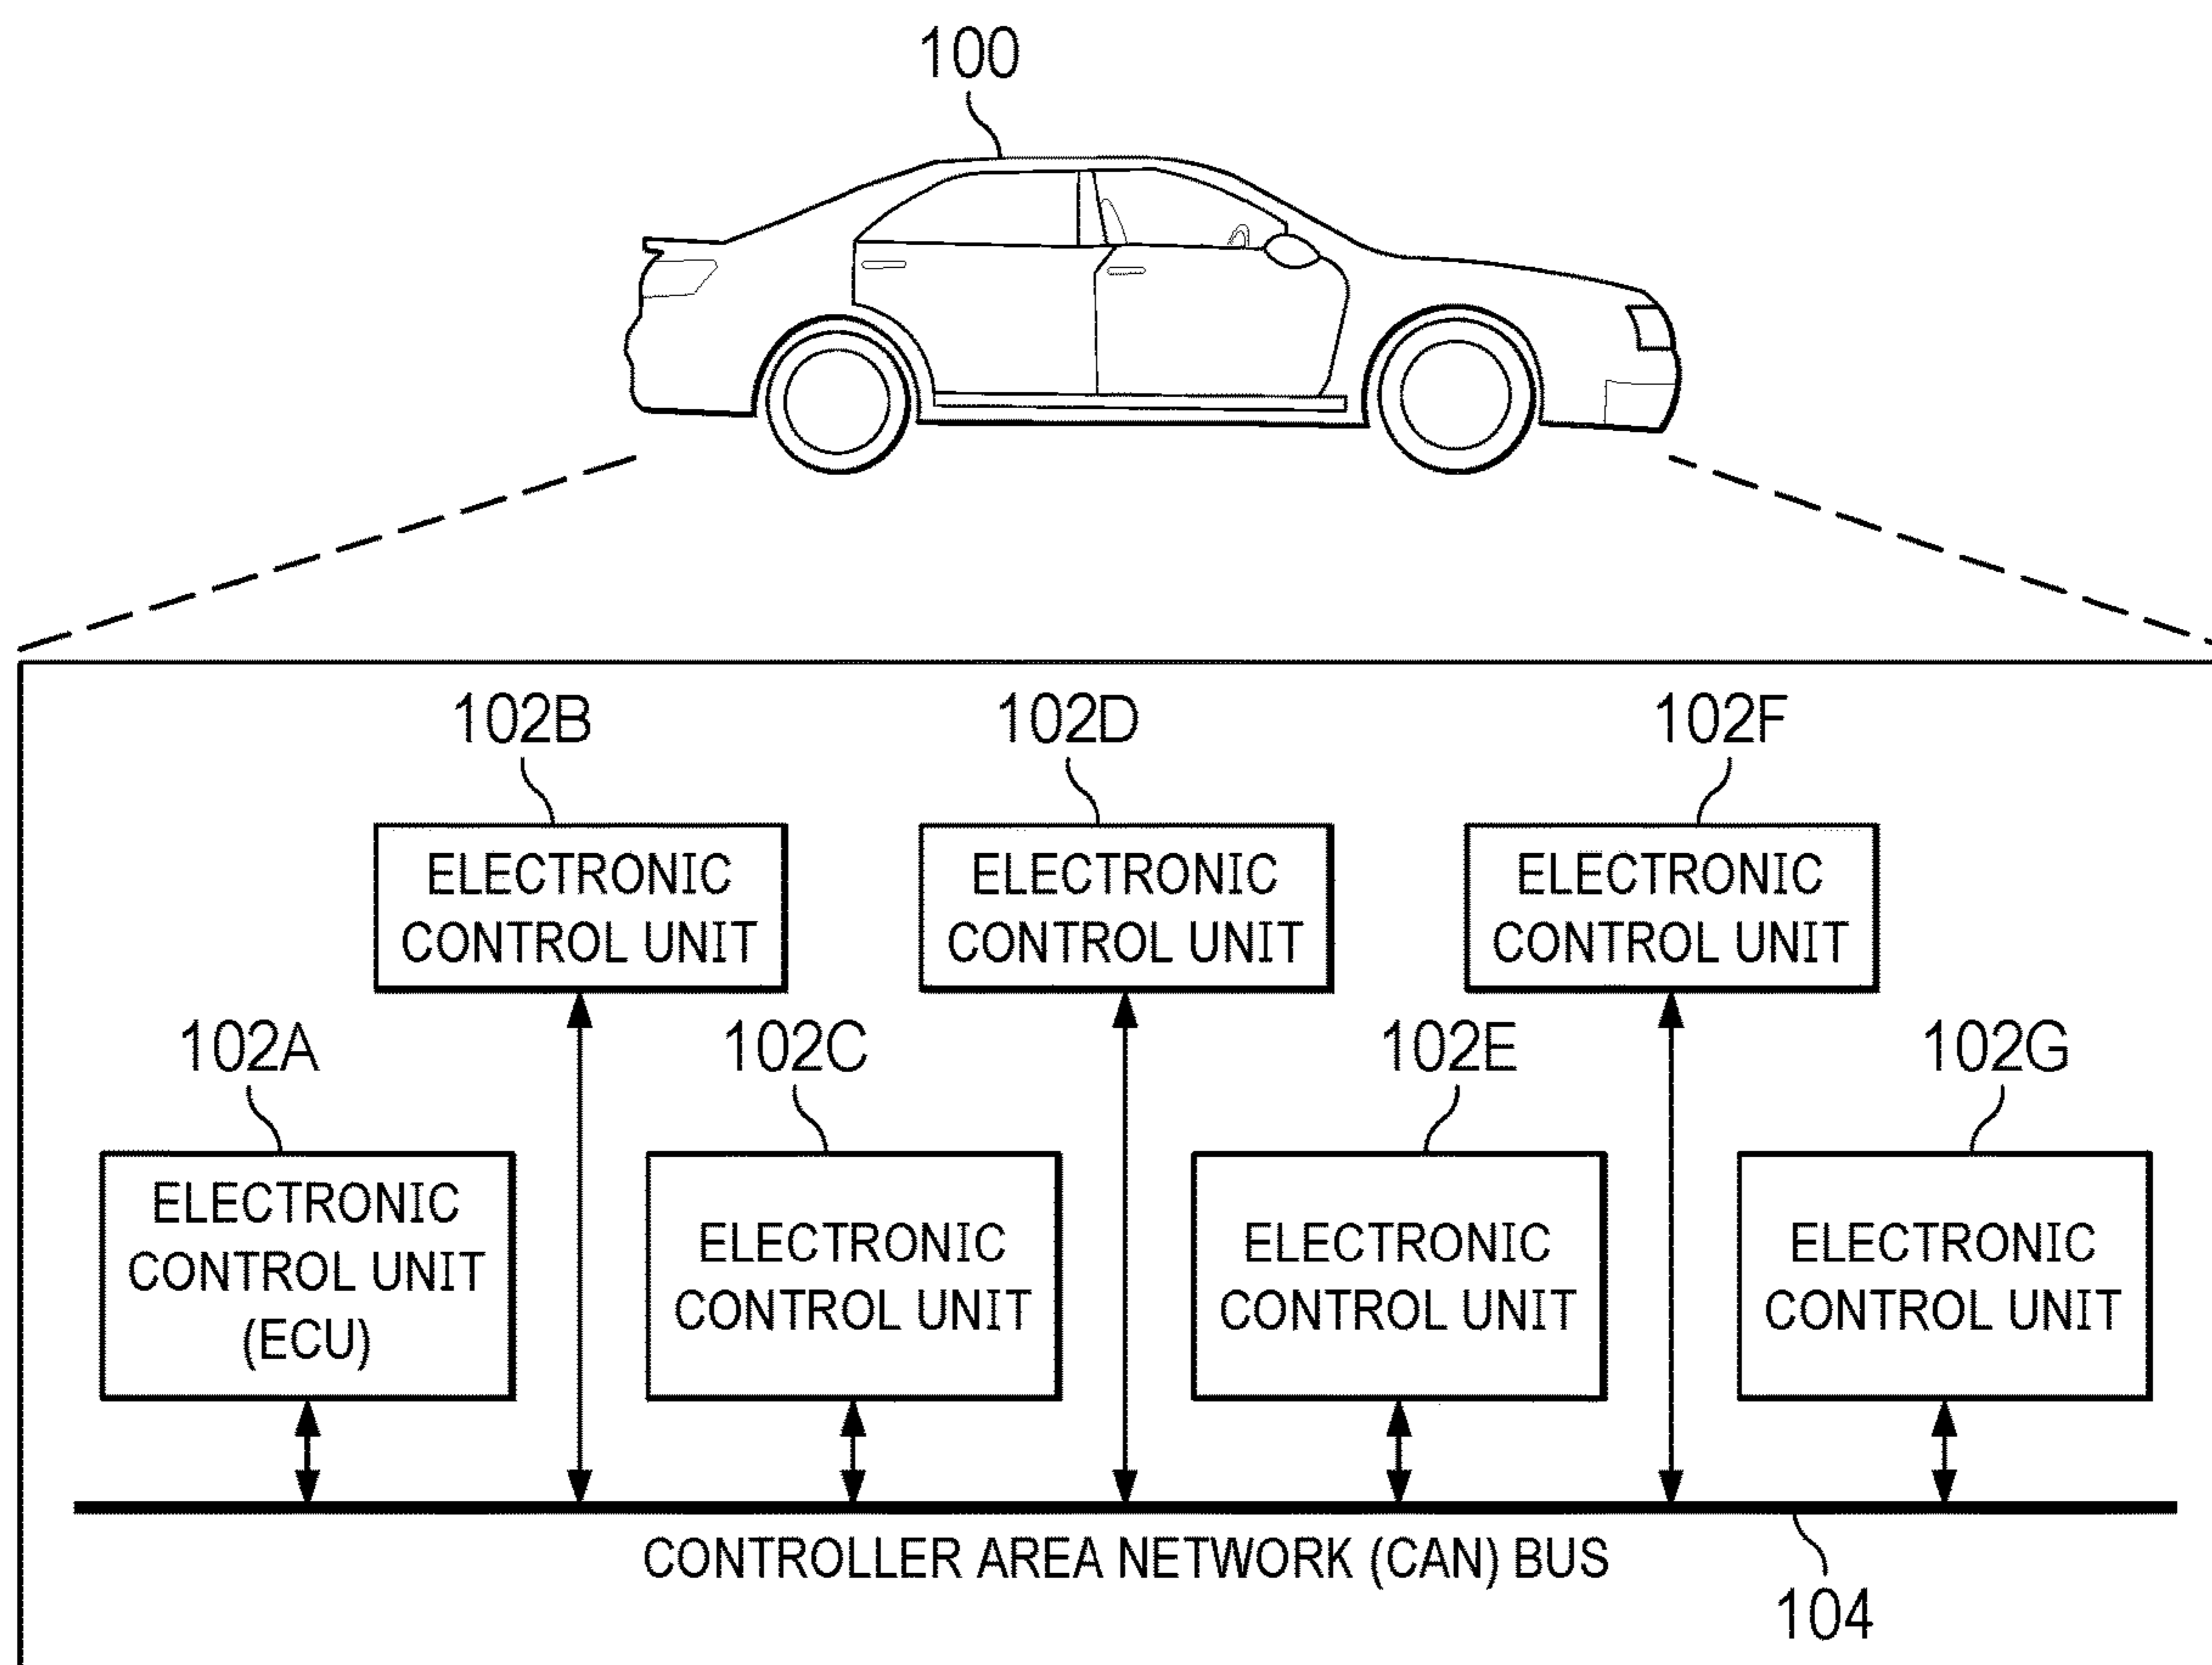 100
102B
102D
102F
ELECTRONIC
CONTROL UNIT
ELECTRONIC
CONTROL UNIT
ELECTRONIC
CONTROL UNIT
102A
102C
102E
102G
ELECTRONIC
CONTROL UNIT
(ECU)
ELECTRONIC
CONTROL UNIT
ELECTRONIC
CONTROL UNIT
ELECTRONIC
CONTROL UNIT
CONTROLLER AREA NETWORK (CAN) BUS
104